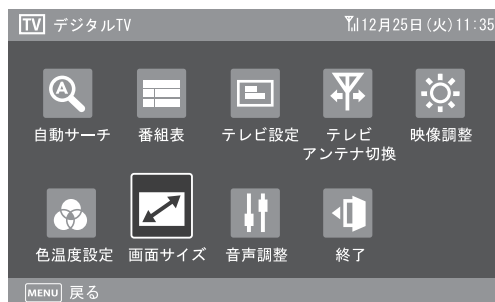 TV デジタルTV 12月25日(火)11:35
自動サーチ 番組表 テレビ設定 テレビ
アンテナ切換 映像調整
色温度設定 画面サイズ 音声調整 終了
MENU 戻る